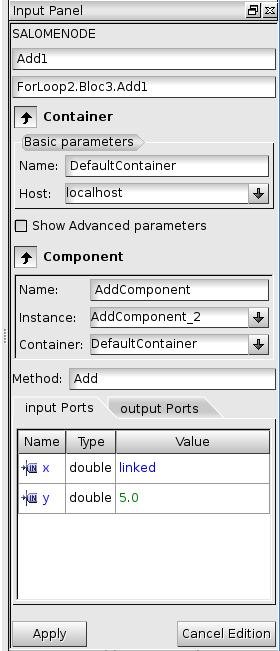 Input Panel
SALOMENODE
Add1
ForLoop2.Bloc3.Add1
Container
Basic parameters
Name: DefaultContainer
Host: localhost
Show Advanced parameters
Component
Name: AddComponent
Instance: AddComponent_2
Container: DefaultContainer
Method: Add
input Ports output Ports
Name Type Value
IN x double linked
IN y double 5.0
Apply Cancel Edition